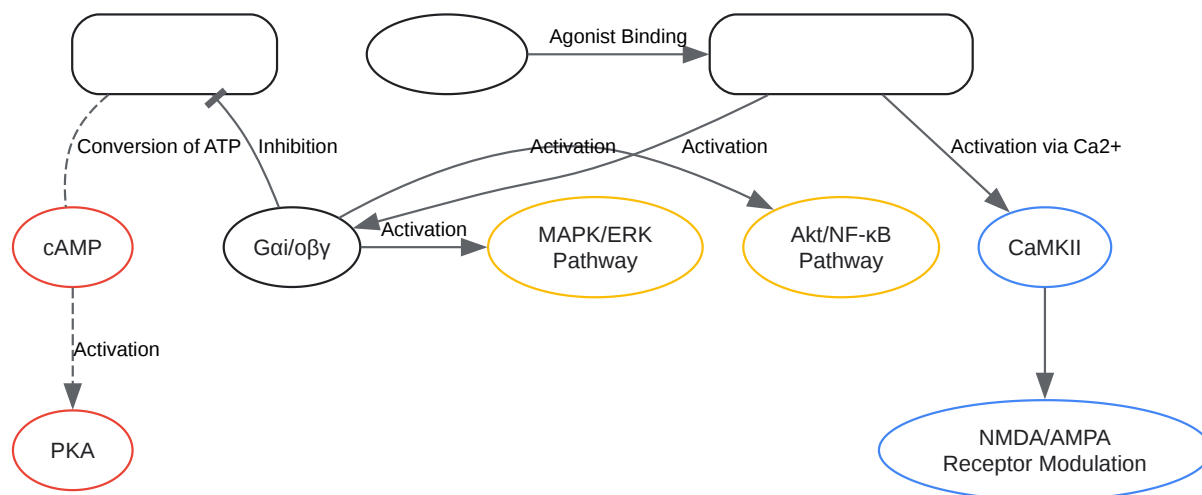 Agonist Binding
Conversion of ATP
Inhibition
Activation
Activation
Activation via Ca2+
cAMP
Gαi/oβγ
Activation
MAPK/ERK
Pathway
Akt/NF-κB
Pathway
CaMKII
Activation
PKA
NMDA/AMPA
Receptor Modulation